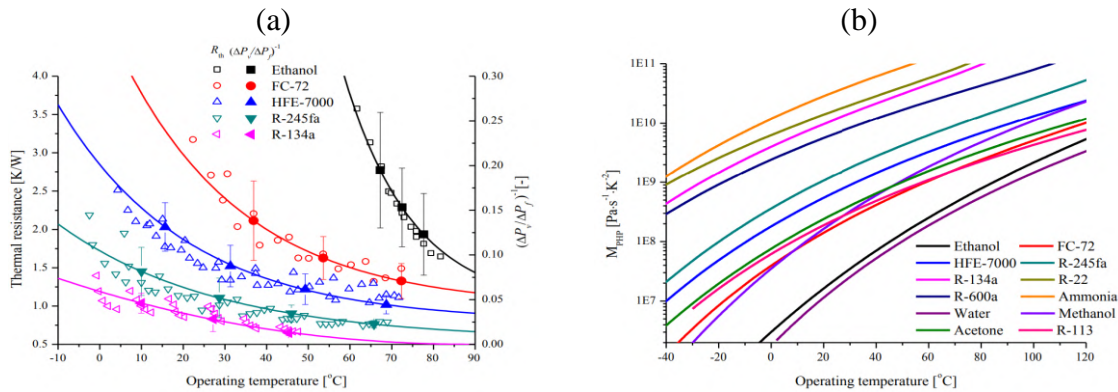 (a)
(b)
R_th (ΔP_v/ΔP_f)^-1
Ethanol
FC-72
HFE-7000
R-245fa
R-134a
Thermal resistance [K/W]
4.0
3.5
3.0
2.5
2.0
1.5
1.0
0.5
0.30
0.25
0.20
0.15
0.10
0.05
0.00
(ΔP_v/ΔP_f)^-1[-]
-10 0 10 20 30 40 50 60 70 80 90
Operating temperature [°C]
M_PHP [Pa·s^-1·K^-2]
1E11
1E10
1E9
1E8
1E7
Ethanol FC-72
HFE-7000 R-245fa
R-134a R-22
R-600a Ammonia
Water Methanol
Acetone R-113
-40 -20 0 20 40 60 80 100 120
Operating temperature [°C]